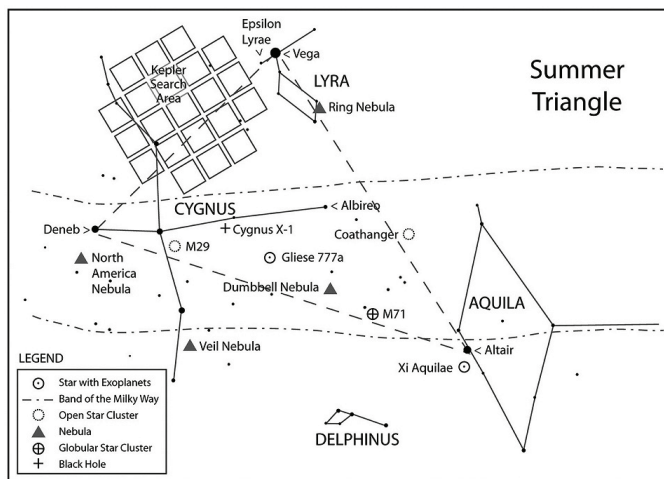 Epsilon
Lyrae
< Vega
Summer
Triangle
Kepler
Search
Area
LYRA
Ring Nebula
CYGNUS
< Albireo
Deneb >
Cygnus X-1
Coathanger
M29
North
America
Nebula
Gliese 777a
Dumbbell Nebula
AQUILA
M71
Veil Nebula
< Altair
Xi Aquilae
LEGEND
Star with Exoplanets
Band of the Milky Way
Open Star Cluster
Nebula
Globular Star Cluster
Black Hole
DELPHINUS